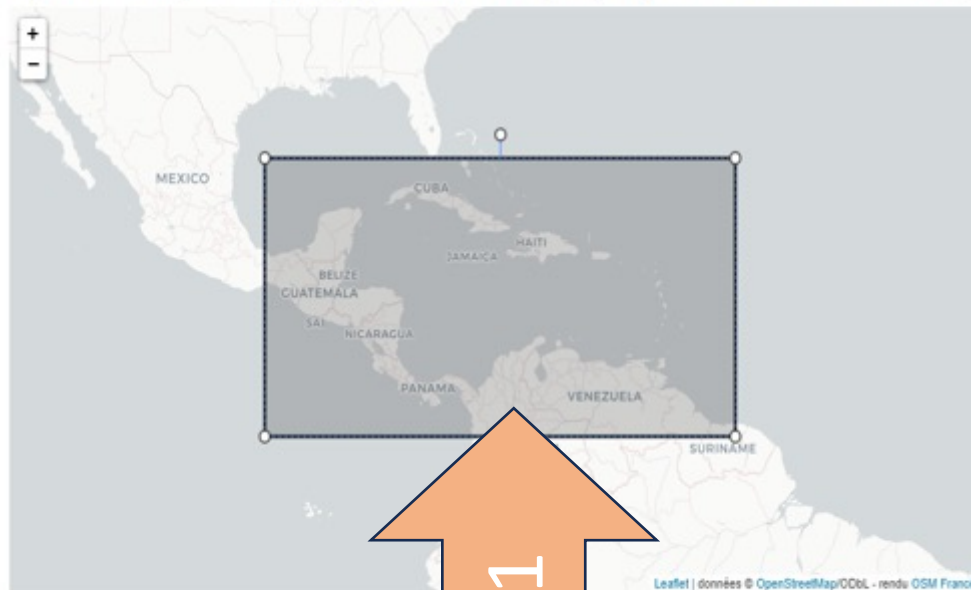 +
−
MEXICO
CUBA
HAITI
JAMAICA
BELIZE
GUATEMALA
SAL
NICARAGUA
PANAMA
VENEZUELA
SURINAME
1
Leaflet | données © OpenStreetMap/ODbL - rendu OSM France